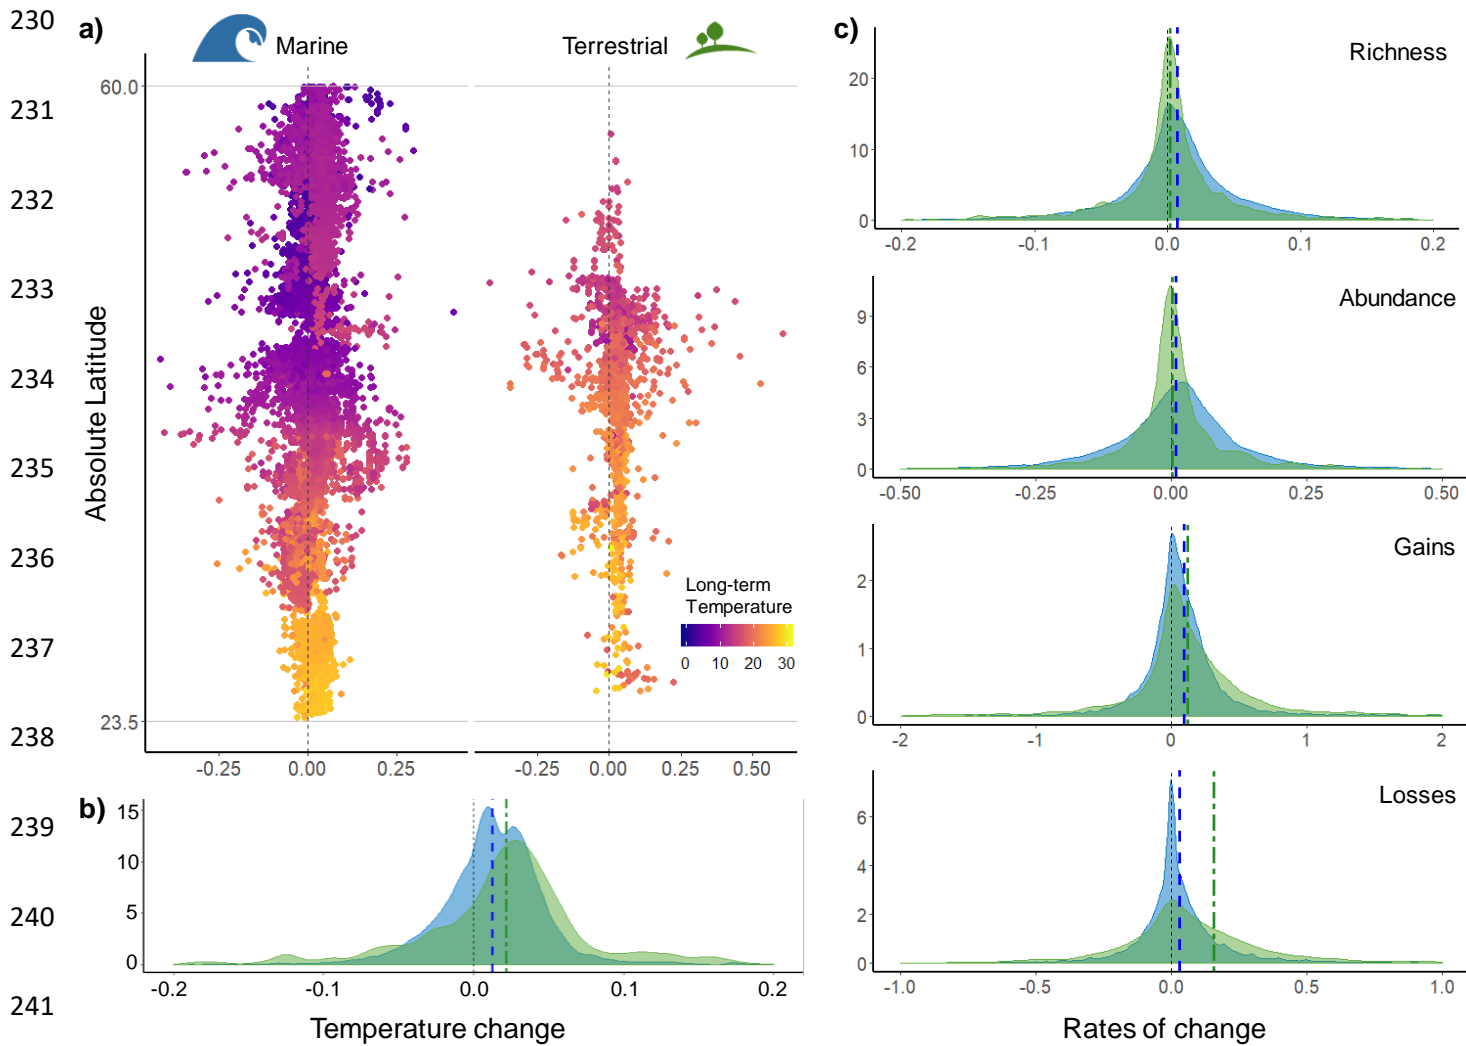 230
231
232
233
234
235
236
237
238
239
240
241
a)
Marine
Terrestrial
60.0
23.5
Absolute Latitude
-0.25 0.00 0.25
-0.25 0.00 0.25 0.50
Long-term
Temperature
0 10 20 30
b)
15
10
5
0
-0.2 -0.1 0.0 0.1 0.2
Temperature change
c)
Richness
20
10
0
-0.2 -0.1 0.0 0.1 0.2
Abundance
9
6
3
0
-0.50 -0.25 0.00 0.25 0.50
Gains
2
1
0
-2 -1 0 1 2
Losses
6
4
2
0
-1.0 -0.5 0.0 0.5 1.0
Rates of change